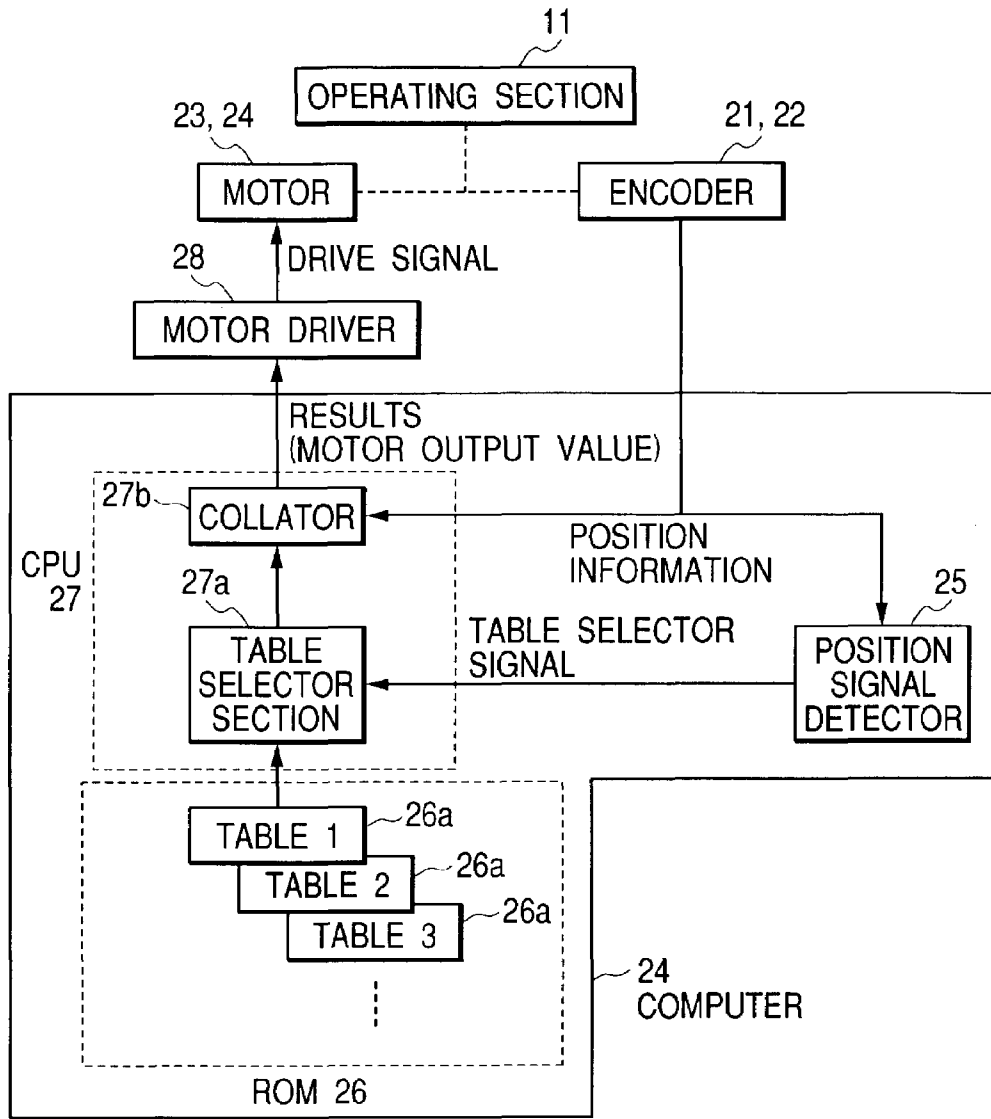 11
OPERATING SECTION
23, 24
MOTOR
21, 22
ENCODER
DRIVE SIGNAL
28
MOTOR DRIVER
RESULTS
(MOTOR OUTPUT VALUE)
27b
COLLATOR
POSITION
INFORMATION
CPU
27
27a
TABLE
SELECTOR
SECTION
TABLE SELECTOR
SIGNAL
25
POSITION
SIGNAL
DETECTOR
TABLE 1
26a
TABLE 2
26a
TABLE 3
26a
24
COMPUTER
ROM 26